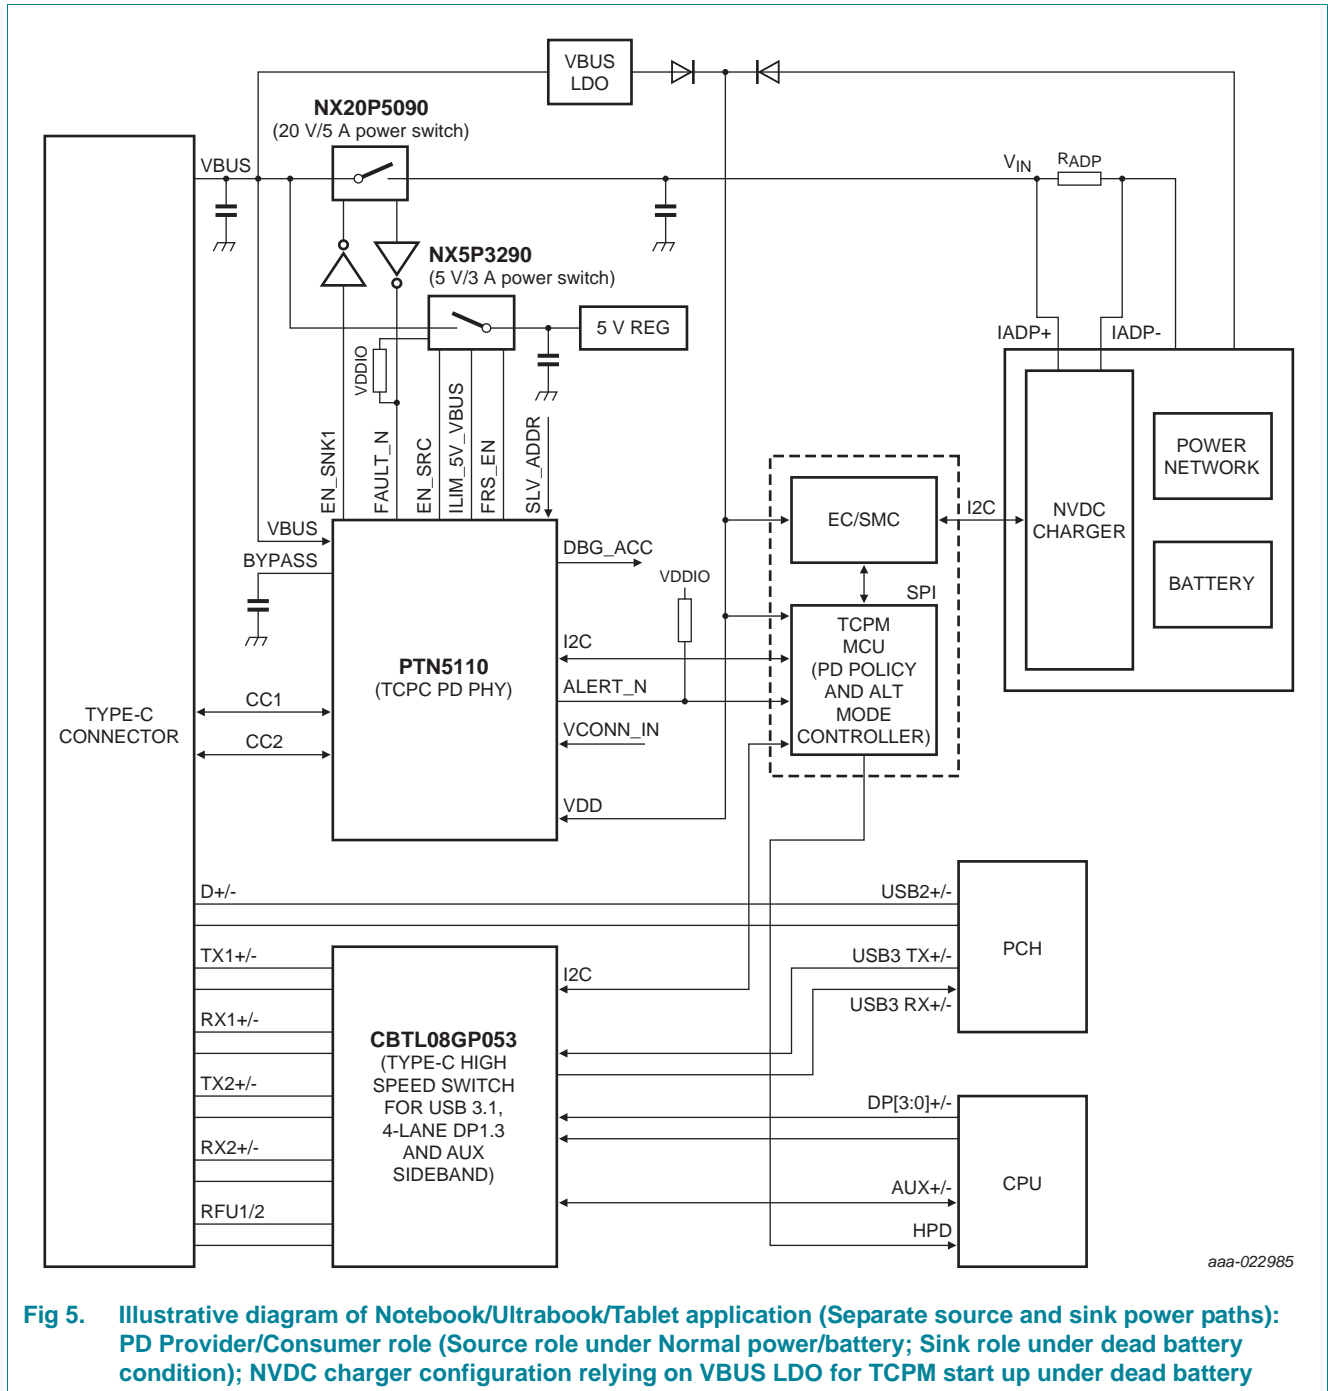 VBUS
LDO
NX20P5090
(20 V/5 A power switch)
VBUS
VIN
RADP
NX5P3290
(5 V/3 A power switch)
5 V REG
VDDIO
IADP+
IADP-
EN_SNK1
FAULT_N
EN_SRC
ILIM_5V_VBUS
FRS_EN
SLV_ADDR
VBUS
BYPASS
DBG_ACC
VDDIO
EC/SMC
I2C
SPI
NVDC
CHARGER
POWER
NETWORK
BATTERY
TYPE-C
CONNECTOR
CC1
CC2
PTN5110
(TCPC PD PHY)
I2C
ALERT_N
VCONN_IN
VDD
TCPM
MCU
(PD POLICY
AND ALT
MODE
CONTROLLER)
D+/-
USB2+/-
TX1+/-
RX1+/-
TX2+/-
RX2+/-
RFU1/2
CBTL08GP053
(TYPE-C HIGH
SPEED SWITCH
FOR USB 3.1,
4-LANE DP1.3
AND AUX
SIDEBAND)
I2C
USB3 TX+/-
USB3 RX+/-
PCH
DP[3:0]+/-
AUX+/-
HPD
CPU
aaa-022985
Fig 5. Illustrative diagram of Notebook/Ultrabook/Tablet application (Separate source and sink power paths):
PD Provider/Consumer role (Source role under Normal power/battery; Sink role under dead battery
condition); NVDC charger configuration relying on VBUS LDO for TCPM start up under dead battery